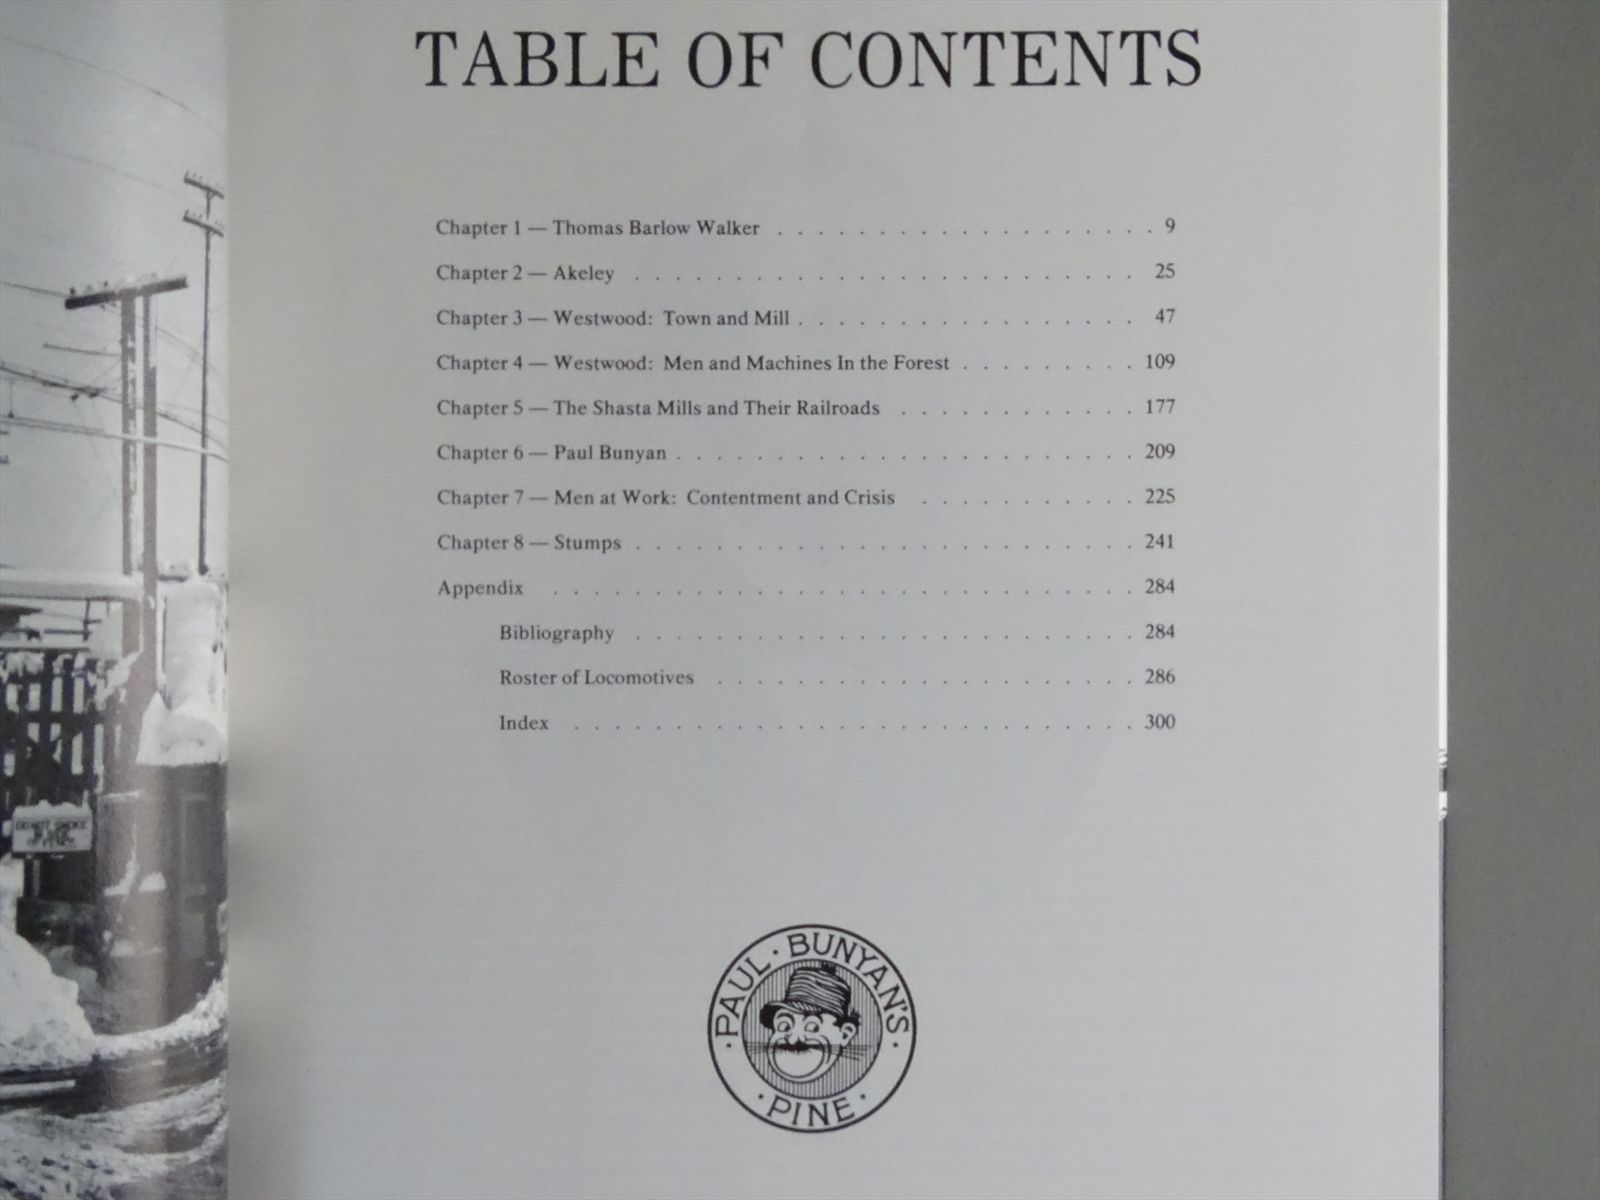 TABLE OF CONTENTS
Chapter 1 — Thomas Barlow Walker . . . . . . . . . . . . . . . . . . . 9
Chapter 2 — Akeley . . . . . . . . . . . . . . . . . . . . . . . . . 25
Chapter 3 — Westwood: Town and Mill . . . . . . . . . . . . . . . . . 47
Chapter 4 — Westwood: Men and Machines In the Forest . . . . . . . . . 109
Chapter 5 — The Shasta Mills and Their Railroads . . . . . . . . . . . . 177
Chapter 6 — Paul Bunyan . . . . . . . . . . . . . . . . . . . . . . . 209
Chapter 7 — Men at Work: Contentment and Crisis . . . . . . . . . . . 225
Chapter 8 — Stumps . . . . . . . . . . . . . . . . . . . . . . . . . 241
Appendix . . . . . . . . . . . . . . . . . . . . . . . . . . . . . 284
Bibliography . . . . . . . . . . . . . . . . . . . . . . . . . 284
Roster of Locomotives . . . . . . . . . . . . . . . . . . . . . 286
Index . . . . . . . . . . . . . . . . . . . . . . . . . . . . 300
DO NOT SMOKE
· PAUL · BUNYAN'S ·
· PINE ·